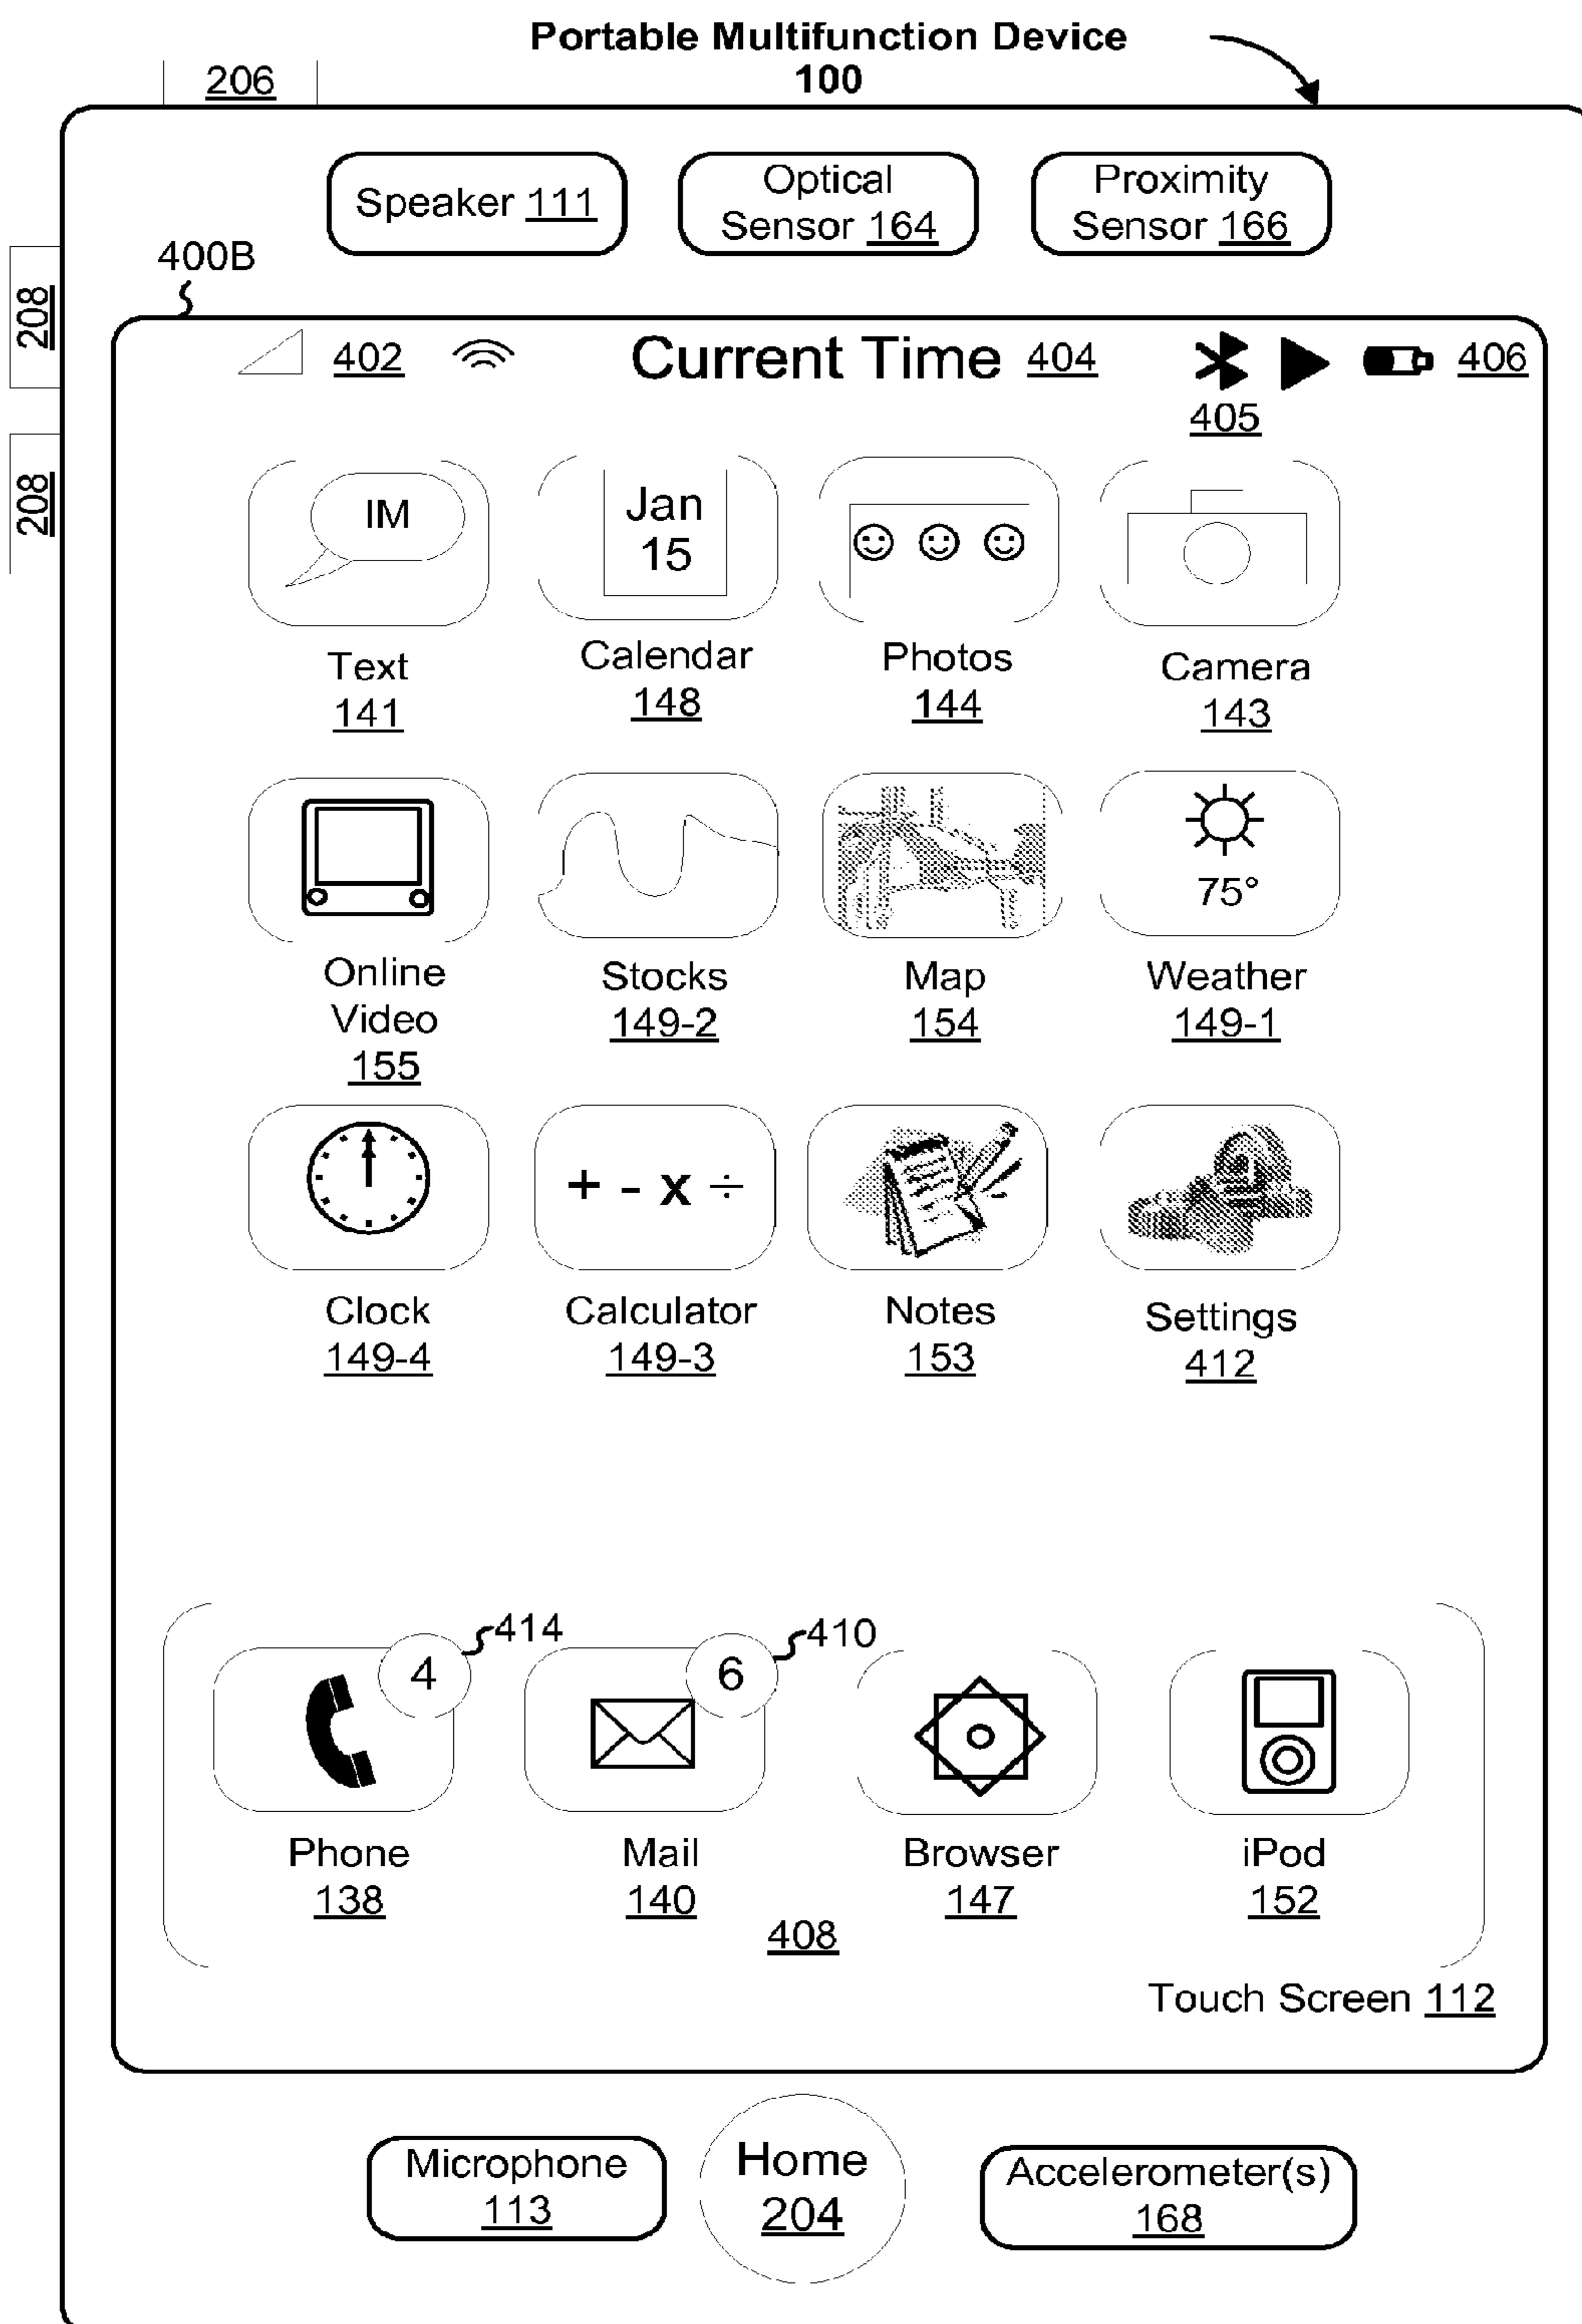 Portable Multifunction Device
100
206
Speaker 111
Optical
Sensor 164
Proximity
Sensor 166
208
208
400B
402
Current Time 404
406
405
IM
Jan
15
Text
141
Calendar
148
Photos
144
Camera
143
75°
Online
Video
155
Stocks
149-2
Map
154
Weather
149-1
+ - x ÷
Clock
149-4
Calculator
149-3
Notes
153
Settings
412
4
414
6
410
Phone
138
Mail
140
Browser
147
iPod
152
408
Touch Screen 112
Microphone
113
Home
204
Accelerometer(s)
168